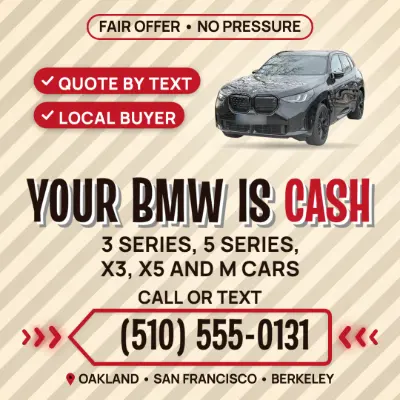 FAIR OFFER • NO PRESSURE
QUOTE BY TEXT
LOCAL BUYER
YOUR BMW IS CASH
3 SERIES, 5 SERIES,
X3, X5 AND M CARS
CALL OR TEXT
(510) 555-0131
OAKLAND • SAN FRANCISCO • BERKELEY